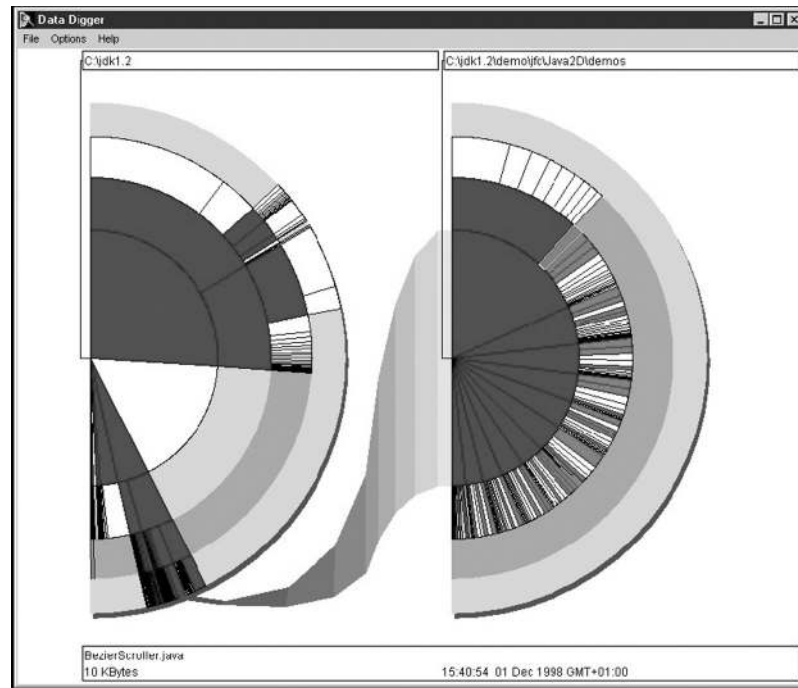 Data Digger
File Options Help
C:\jdk1.2
C:\jdk1.2\demo\jfc\Java2D\demos
BezierScroller.java
10 KBytes 15:40:54 01 Dec 1998 GMT+01:00